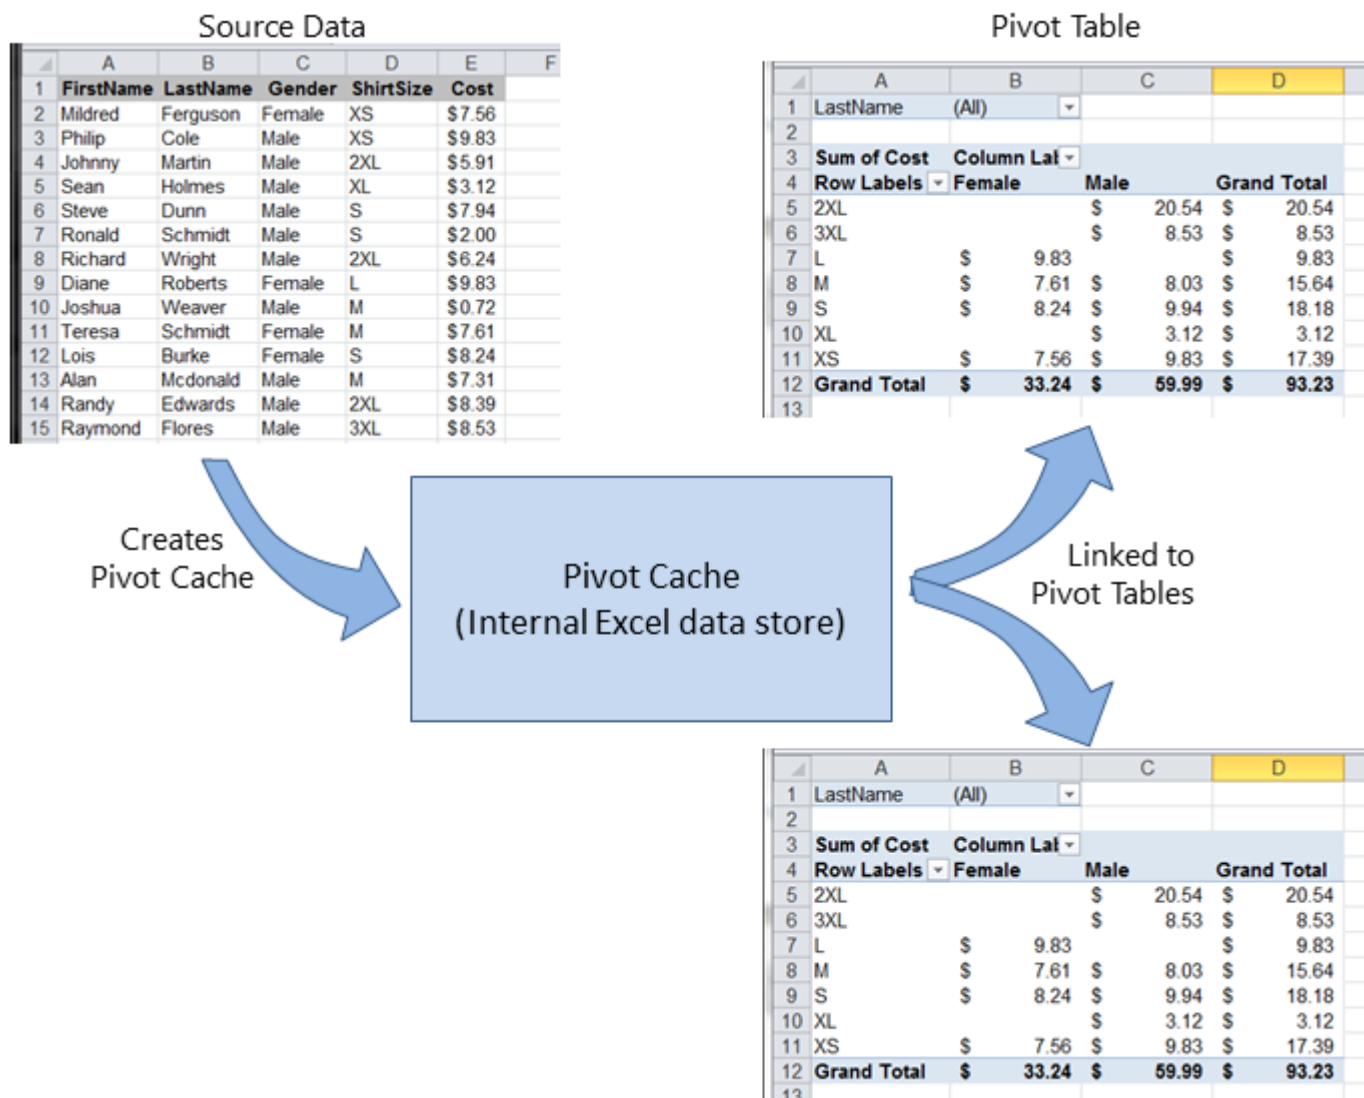 Source Data
A B C D E F
1 FirstName LastName Gender ShirtSize Cost
2 Mildred Ferguson Female XS $7.56
3 Philip Cole Male XS $9.83
4 Johnny Martin Male 2XL $5.91
5 Sean Holmes Male XL $3.12
6 Steve Dunn Male S $7.94
7 Ronald Schmidt Male S $2.00
8 Richard Wright Male 2XL $6.24
9 Diane Roberts Female L $9.83
10 Joshua Weaver Male M $0.72
11 Teresa Schmidt Female M $7.61
12 Lois Burke Female S $8.24
13 Alan Mcdonald Male M $7.31
14 Randy Edwards Male 2XL $8.39
15 Raymond Flores Male 3XL $8.53
Pivot Table
A B C D
1 LastName (All)
2
3 Sum of Cost Column Lab
4 Row Labels Female Male Grand Total
5 2XL $ 20.54 $ 20.54
6 3XL $ 8.53 $ 8.53
7 L $ 9.83 $ 9.83
8 M $ 7.61 $ 8.03 $ 15.64
9 S $ 8.24 $ 9.94 $ 18.18
10 XL $ 3.12 $ 3.12
11 XS $ 7.56 $ 9.83 $ 17.39
12 Grand Total $ 33.24 $ 59.99 $ 93.23
13
Creates
Pivot Cache
Pivot Cache
(Internal Excel data store)
Linked to
Pivot Tables
A B C D
1 LastName (All)
2
3 Sum of Cost Column Lab
4 Row Labels Female Male Grand Total
5 2XL $ 20.54 $ 20.54
6 3XL $ 8.53 $ 8.53
7 L $ 9.83 $ 9.83
8 M $ 7.61 $ 8.03 $ 15.64
9 S $ 8.24 $ 9.94 $ 18.18
10 XL $ 3.12 $ 3.12
11 XS $ 7.56 $ 9.83 $ 17.39
12 Grand Total $ 33.24 $ 59.99 $ 93.23
13